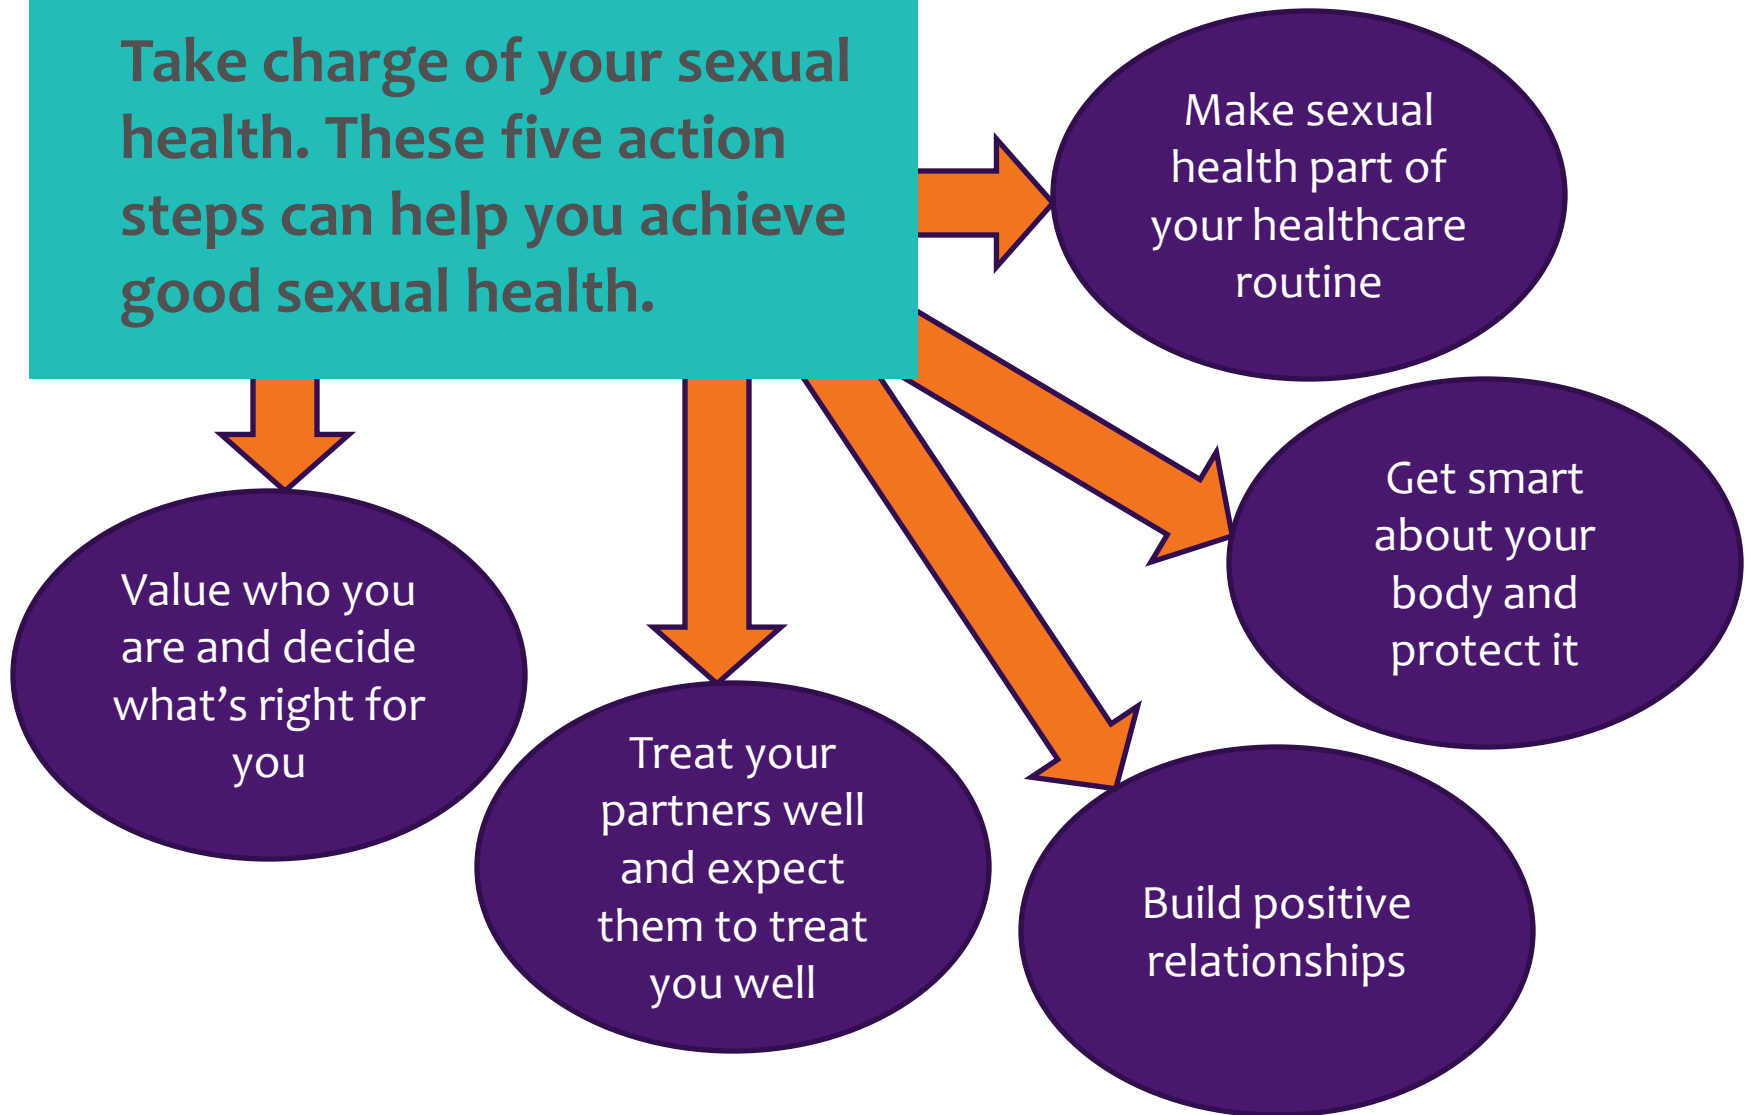 Take charge of your sexual
health. These five action
steps can help you achieve
good sexual health.
Make sexual
health part of
your healthcare
routine
Get smart
about your
body and
protect it
Value who you
are and decide
what’s right for
you
Treat your
partners well
and expect
them to treat
you well
Build positive
relationships